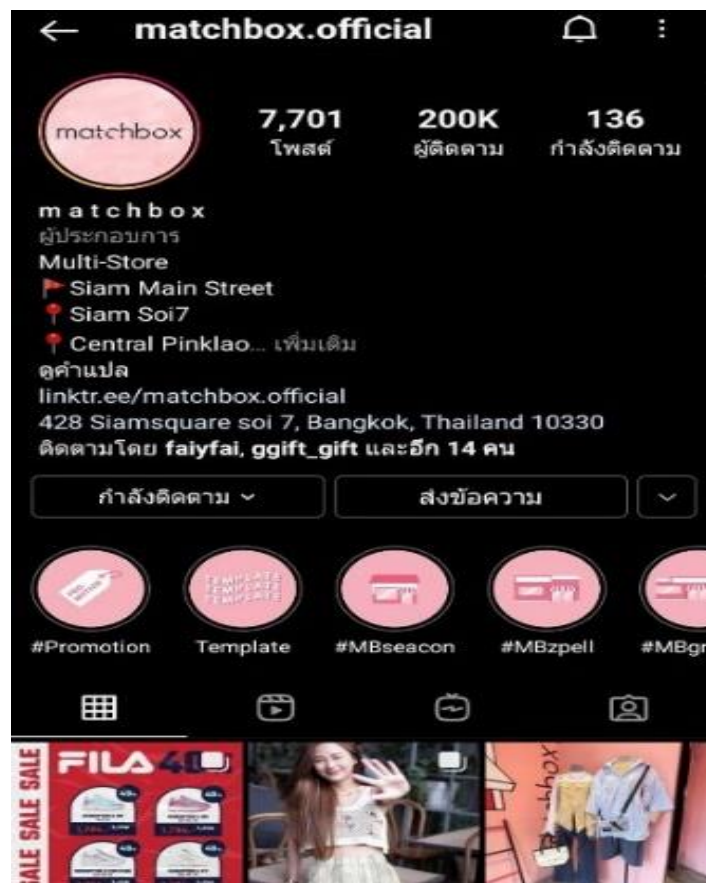 matchbox.official
matchbox
7,701 200K 136
โพสต์ ผู้ติดตาม กำลังติดตาม
matchbox
ผู้ประกอบการ
Multi-Store
🚩 Siam Main Street
📍 Siam Soi7
📍 Central Pinklao... เพิ่มเติม
ดูคำแปล
linktr.ee/matchbox.official
428 Siamsquare soi 7, Bangkok, Thailand 10330
ติดตามโดย faiyfai, ggift_gift และอีก 14 คน
กำลังติดตาม ส่งข้อความ
TEMPLATE
TEMPLATE
TEMPLATE
#Promotion Template #MBseacon #MBzpell #MBgr
SALE SALE SALE
FILA 40